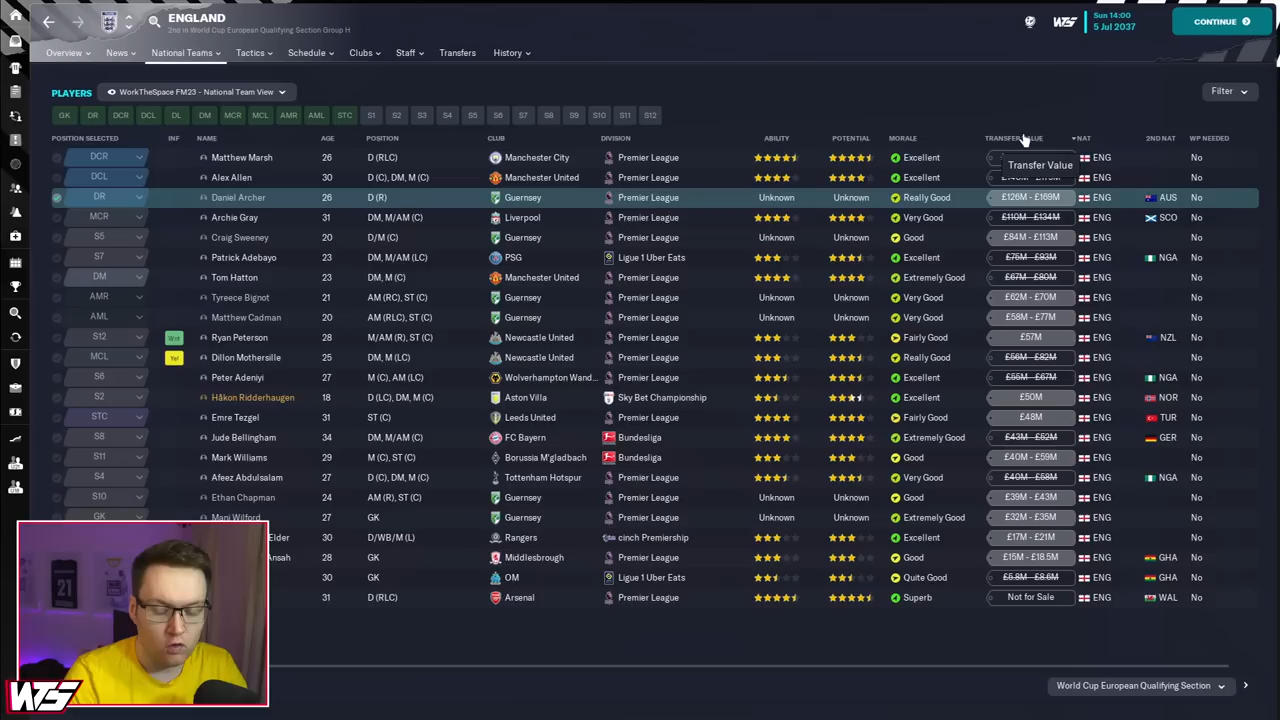 ENGLAND
2nd in World Cup European Qualifying Section Group H
WTS
Sun 14:00
5 Jul 2037
CONTINUE
Overview News National Teams Tactics Schedule Clubs Staff Transfers History
PLAYERS WorkTheSpace FM23 - National Team View Filter
GK DR DCR DCL DL DM MCR MCL AMR AML STC S1 S2 S3 S4 S5 S6 S7 S8 S9 S10 S11 S12
POSITION SELECTED INF NAME AGE POSITION CLUB DIVISION ABILITY POTENTIAL MORALE TRANSFER VALUE NAT 2ND NAT WP NEEDED
DCR Matthew Marsh 26 D (RLC) Manchester City Premier League Excellent ENG No
Transfer Value
DCL Alex Allen 30 D (C), DM, M (C) Manchester United Premier League Excellent ENG No
DR Daniel Archer 26 D (R) Guernsey Premier League Unknown Unknown Really Good £126M - £169M ENG AUS No
MCR Archie Gray 31 DM, M/AM (C) Liverpool Premier League Very Good £110M - £134M ENG SCO No
S5 Craig Sweeney 20 D/M (C) Guernsey Premier League Unknown Unknown Good £84M - £113M ENG No
S7 Patrick Adebayo 23 DM, M/AM (LC) PSG Ligue 1 Uber Eats Excellent £75M - £93M ENG NGA No
DM Tom Hatton 23 DM, M (C) Manchester United Premier League Extremely Good £67M - £80M ENG No
AMR Tyreece Bignot 21 AM (RC), ST (C) Guernsey Premier League Unknown Unknown Very Good £62M - £70M ENG No
AML Matthew Cadman 20 AM (RLC), ST (C) Guernsey Premier League Unknown Unknown Very Good £58M - £77M ENG No
S12 Wnt Ryan Peterson 28 M/AM (R), ST (C) Newcastle United Premier League Fairly Good £57M ENG NZL No
MCL Yel Dillon Mothersille 25 DM, M (LC) Newcastle United Premier League Really Good £56M - £82M ENG No
S6 Peter Adeniyi 27 M (C), AM (LC) Wolverhampton Wand... Premier League Excellent £55M - £67M ENG NGA No
S2 Håkon Ridderhaugen 18 D (LC), DM, M (C) Aston Villa Sky Bet Championship Excellent £50M ENG NOR No
STC Emre Tezgel 31 ST (C) Leeds United Premier League Fairly Good £48M ENG TUR No
S8 Jude Bellingham 34 DM, M/AM (C) FC Bayern Bundesliga Extremely Good £43M - £52M ENG GER No
S11 Mark Williams 29 M (C), ST (C) Borussia M'gladbach Bundesliga Good £40M - £59M ENG No
S4 Afeez Abdulsalam 27 D (C), DM, M (C) Tottenham Hotspur Premier League Very Good £40M - £58M ENG NGA No
S10 Ethan Chapman 24 AM (R), ST (C) Guernsey Premier League Unknown Unknown Good £39M - £43M ENG No
GK Mani Wilford 27 GK Guernsey Premier League Unknown Unknown Extremely Good £32M - £35M ENG No
Elder 30 D/WB/M (L) Rangers cinch Premiership Excellent £17M - £21M ENG No
Ansah 28 GK Middlesbrough Premier League Good £15M - £18.5M ENG GHA No
30 GK OM Ligue 1 Uber Eats Quite Good £5.8M - £8.6M ENG GHA No
31 D (RLC) Arsenal Premier League Superb Not for Sale ENG WAL No
21
WTS
World Cup European Qualifying Section